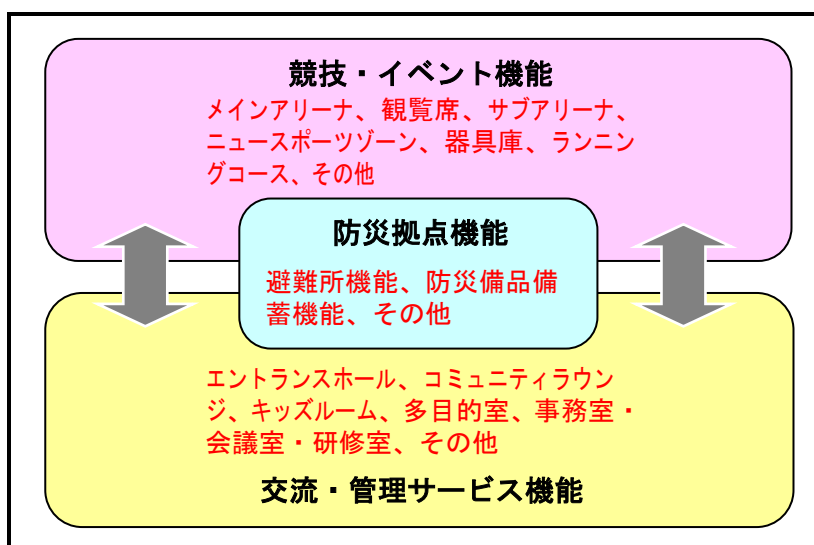 競技・イベント機能
メインアリーナ、観覧席、サブアリーナ、
ニュースポーツゾーン、器具庫、ランニン
グコース、その他
防災拠点機能
避難所機能、防災備品備
蓄機能、その他
エントランスホール、コミュニティラウン
ジ、キッズルーム、多目的室、事務室・
会議室・研修室、その他
交流・管理サービス機能